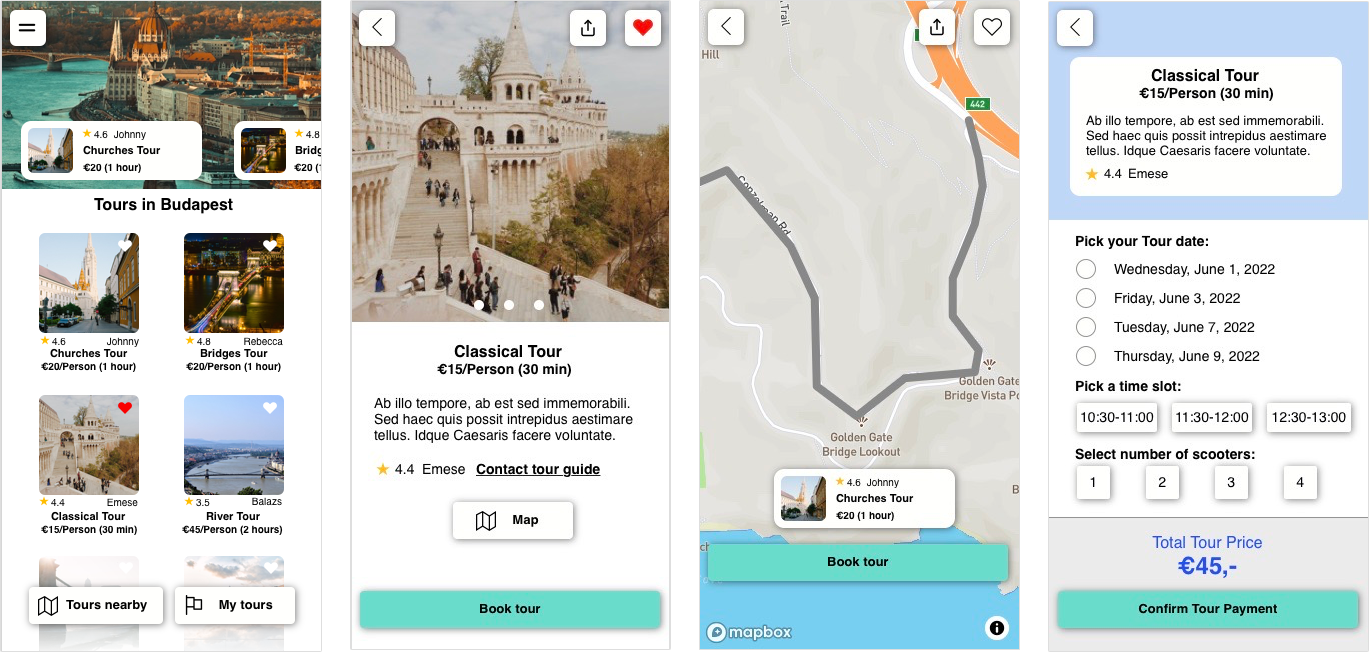 4.6 Johnny
Churches Tour
€20 (1 hour)
4.8
Bridg
€20 (1
Tours in Budapest
4.6 Johnny
Churches Tour
€20/Person (1 hour)
4.8 Rebecca
Bridges Tour
€20/Person (1 hour)
4.4 Emese
Classical Tour
€15/Person (30 min)
3.5 Balazs
River Tour
€45/Person (2 hours)
Tours nearby
My tours
Classical Tour
€15/Person (30 min)
Ab illo tempore, ab est sed immemorabili.
Sed haec quis possit intrepidus aestimare
tellus. Idque Caesaris facere voluntate.
4.4 Emese Contact tour guide
Map
Book tour
Trail
Hill
442
Conzelman Rd
Golden Gate
Bridge Vista Po
Golden Gate
Bridge Lookout
B
4.6 Johnny
Churches Tour
€20 (1 hour)
ch
Book tour
mapbox
Classical Tour
€15/Person (30 min)
Ab illo tempore, ab est sed immemorabili.
Sed haec quis possit intrepidus aestimare
tellus. Idque Caesaris facere voluntate.
4.4 Emese
Pick your Tour date:
Wednesday, June 1, 2022
Friday, June 3, 2022
Tuesday, June 7, 2022
Thursday, June 9, 2022
Pick a time slot:
10:30-11:00 11:30-12:00 12:30-13:00
Select number of scooters:
1 2 3 4
Total Tour Price
€45,-
Confirm Tour Payment